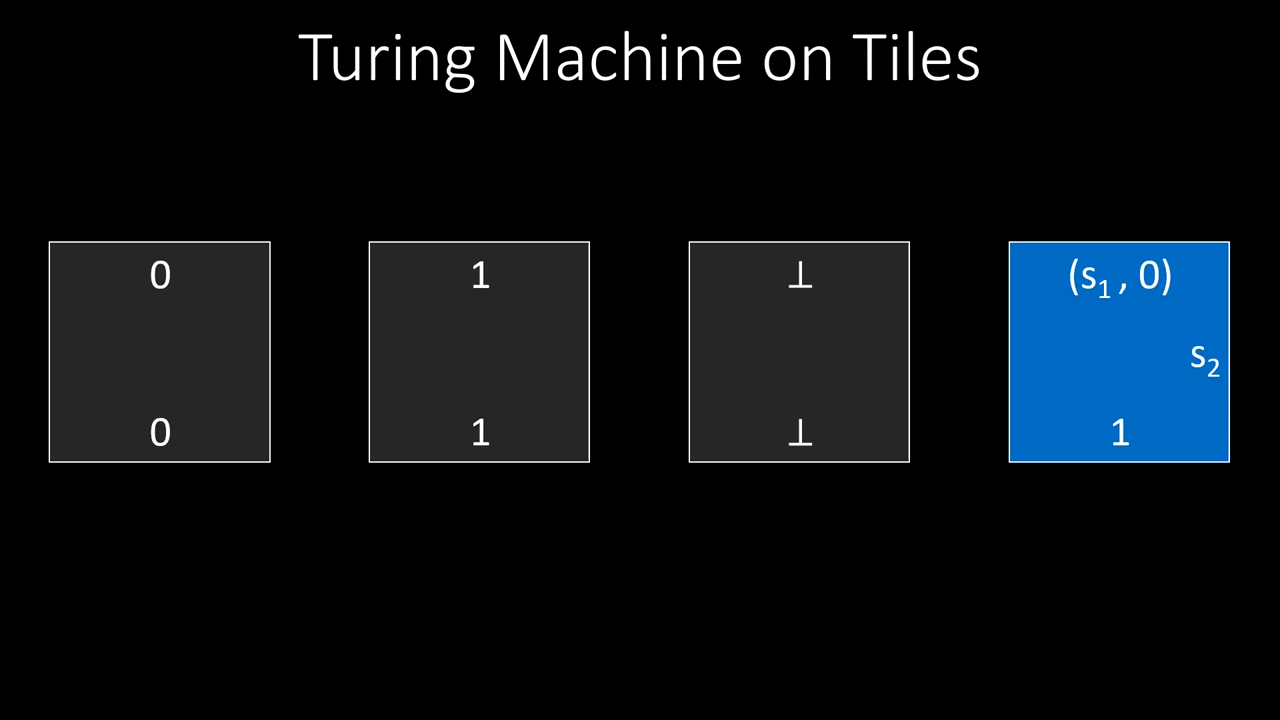 Turing Machine on Tiles
0 1 ⊥ (s₁ , 0)
s₂
0 1 ⊥ 1